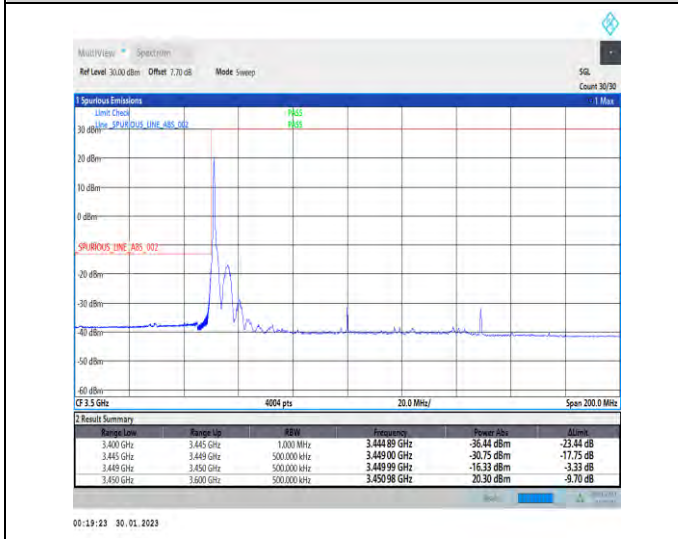 MultiView Spectrum
Ref Level 30.00 dBm Offset 7.70 dB Mode Sweep SGL
Count 30/30
1 Spurious Emissions 1 Max
Limit Check PASS
Line _SPURIOUS_LINE_ABS_002 PASS
30 dBm
20 dBm
10 dBm
0 dBm
_SPURIOUS_LINE_ABS_002
-20 dBm
-30 dBm
-40 dBm
-50 dBm
-60 dBm
CF 3.5 GHz 4004 pts 20.0 MHz/ Span 200.0 MHz
2 Result Summary
Range Low Range Up RBW Frequency Power Abs ΔLimit
3.400 GHz 3.445 GHz 1.000 MHz 3.444 89 GHz -36.44 dBm -23.44 dB
3.445 GHz 3.449 GHz 500.000 kHz 3.449 00 GHz -30.75 dBm -17.75 dB
3.449 GHz 3.450 GHz 500.000 kHz 3.449 99 GHz -16.33 dBm -3.33 dB
3.450 GHz 3.600 GHz 500.000 kHz 3.450 98 GHz 20.30 dBm -9.70 dB
00:19:23 30.01.2023